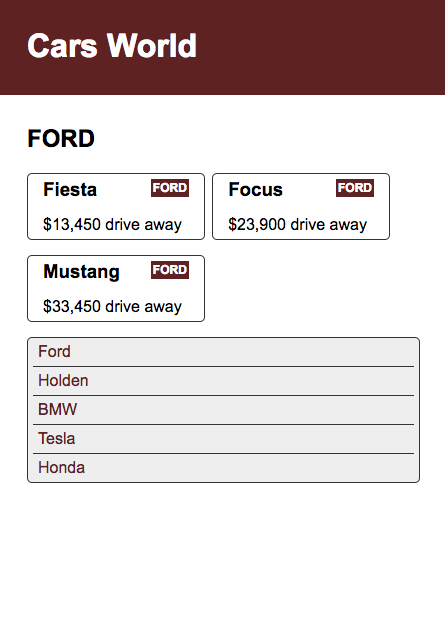 Cars World
FORD
Fiesta FORD
$13,450 drive away
Focus FORD
$23,900 drive away
Mustang FORD
$33,450 drive away
Ford
Holden
BMW
Tesla
Honda